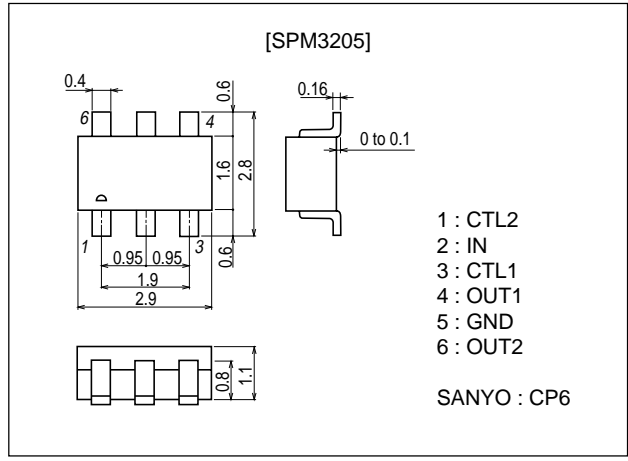 [SPM3205]
0.4
0.6
0.16
6
4
0 to 0.1
1.6
2.8
D
1
3
0.95
0.95
0.6
1.9
2.9
1 : CTL2
2 : IN
3 : CTL1
4 : OUT1
5 : GND
6 : OUT2
0.8
1.1
SANYO : CP6